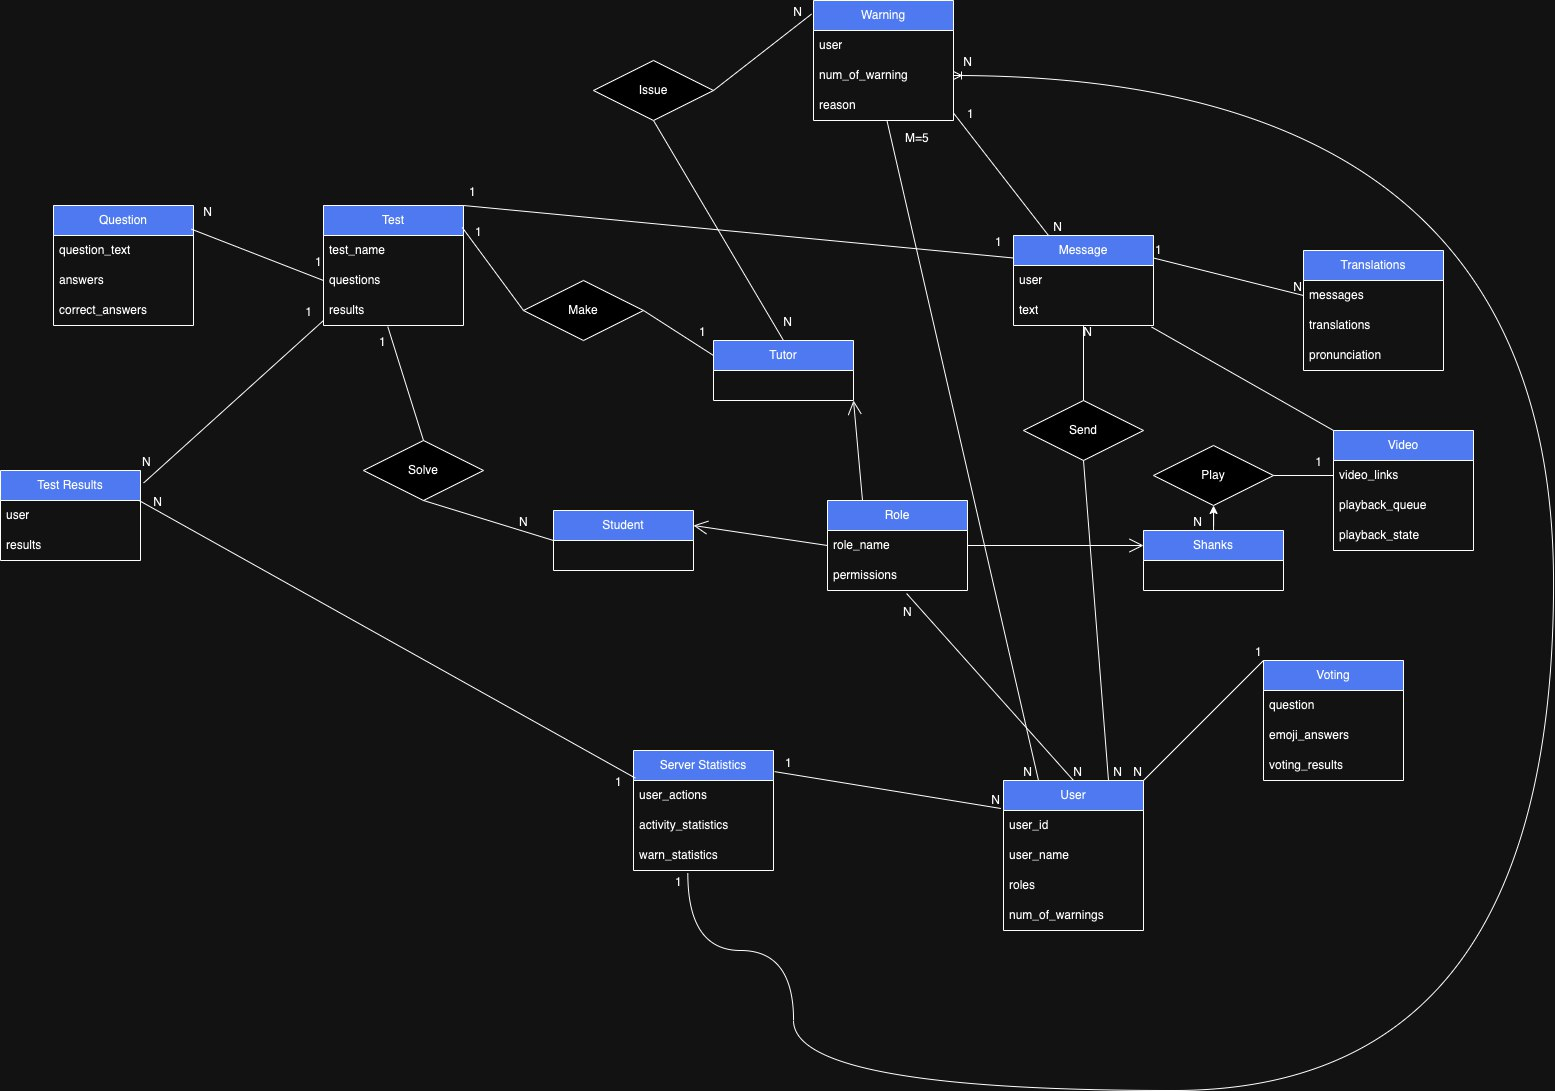 N
Warning
user
num_of_warning
reason
N
Issue
1
M=5
1
N
Question
question_text
answers
correct_answers
1
Test
test_name
questions
results
1
1
N
1
Message
user
text
1
N
Translations
messages
translations
pronunciation
1
1
N
Make
1
N
Tutor
N
Send
Solve
N
Test Results
user
results
N
N
Student
Role
role_name
permissions
N
Play
1
N
Shanks
Video
video_links
playback_queue
playback_state
1
Voting
question
emoji_answers
voting_results
1
Server Statistics
user_actions
activity_statistics
warn_statistics
1
1
N
N
N
N
N
User
user_id
user_name
roles
num_of_warnings